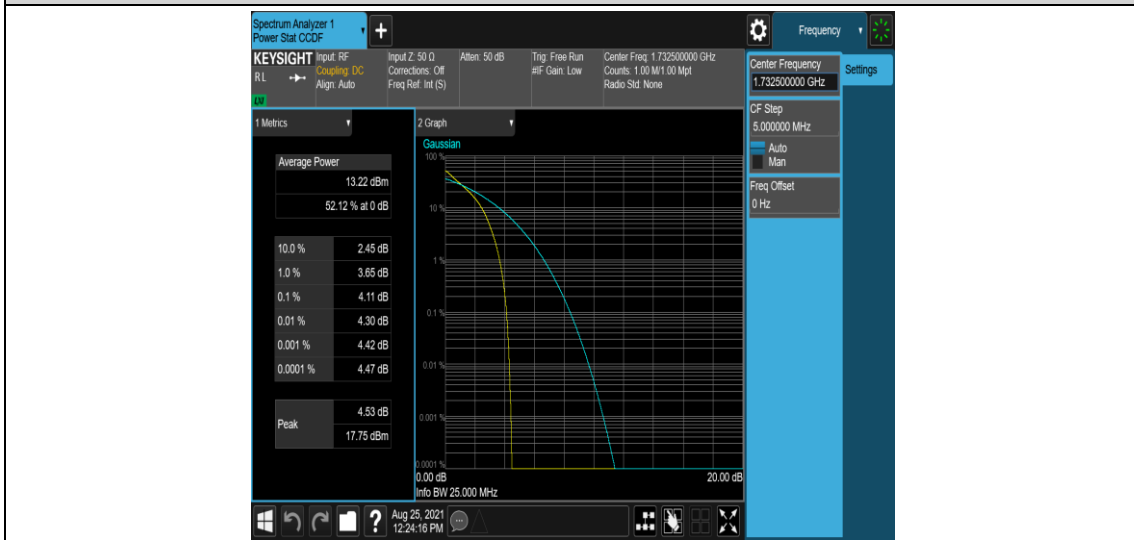 Spectrum Analyzer 1
Power Stat CCDF
Frequency
KEYSIGHT
RL
Input: RF
Coupling: DC
Align: Auto
Input Z: 50 Ω
Corrections: Off
Freq Ref: Int (S)
Atten: 50 dB
Trig: Free Run
#IF Gain: Low
Center Freq: 1.732500000 GHz
Counts: 1.00 M/1.00 Mpt
Radio Std: None
Center Frequency
1.732500000 GHz
Settings
CF Step
5.000000 MHz
Auto
Man
Freq Offset
0 Hz
1 Metrics
Average Power
13.22 dBm
52.12 % at 0 dB
10.0 % 2.45 dB
1.0 % 3.65 dB
0.1 % 4.11 dB
0.01 % 4.30 dB
0.001 % 4.42 dB
0.0001 % 4.47 dB
Peak
4.53 dB
17.75 dBm
2 Graph
Gaussian
100 %
10 %
1 %
0.1 %
0.01 %
0.001 %
0.0001 %
0.00 dB 20.00 dB
Info BW 25.000 MHz
?
Aug 25, 2021
12:24:16 PM